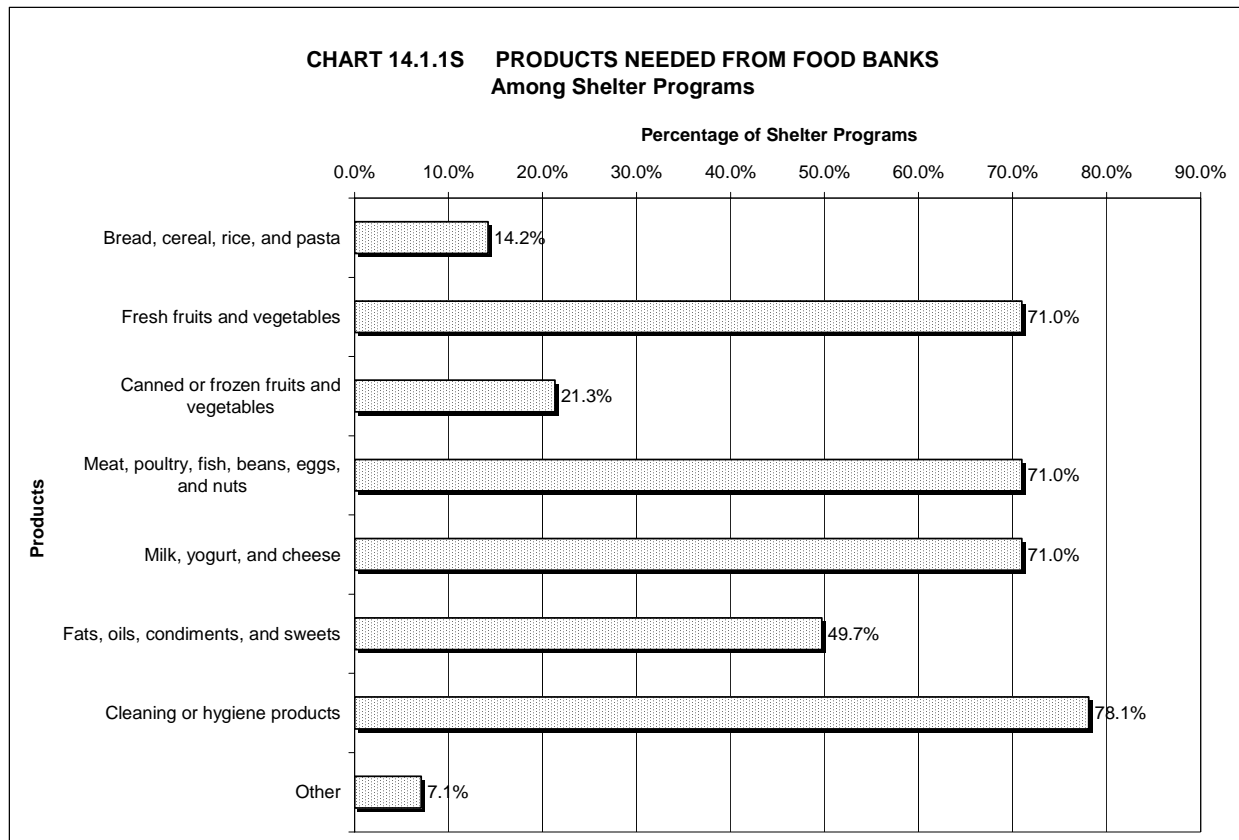 CHART 14.1.1S PRODUCTS NEEDED FROM FOOD BANKS
Among Shelter Programs
Percentage of Shelter Programs
0.0% 10.0% 20.0% 30.0% 40.0% 50.0% 60.0% 70.0% 80.0% 90.0%
Products
Bread, cereal, rice, and pasta 14.2%
Fresh fruits and vegetables 71.0%
Canned or frozen fruits and
vegetables 21.3%
Meat, poultry, fish, beans, eggs,
and nuts 71.0%
Milk, yogurt, and cheese 71.0%
Fats, oils, condiments, and sweets 49.7%
Cleaning or hygiene products 78.1%
Other 7.1%